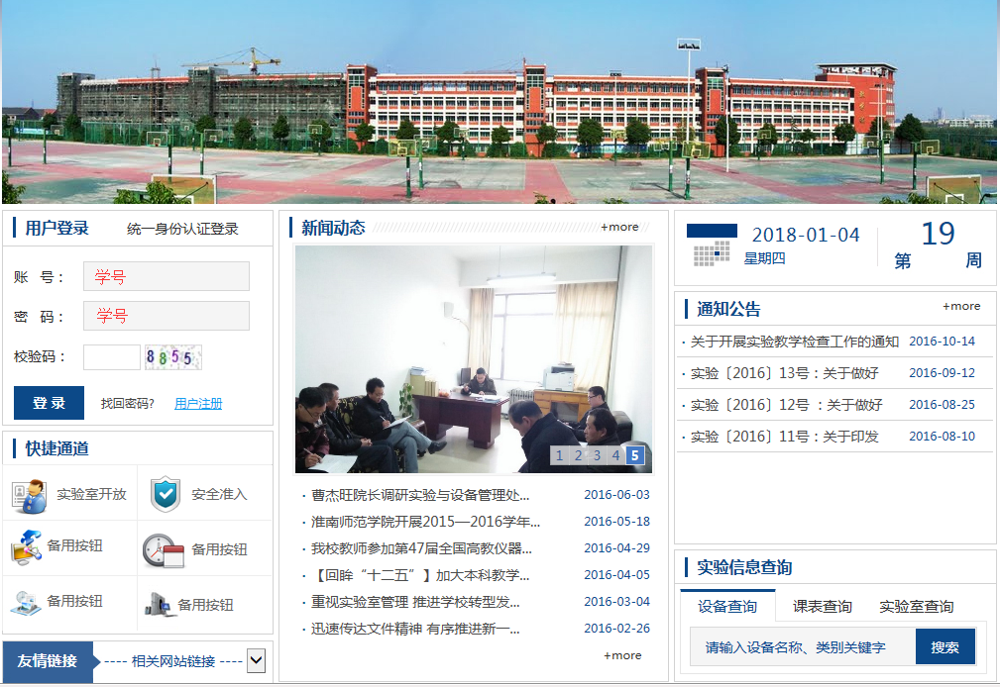 用户登录 统一身份认证登录
账 号： 学号
密 码： 学号
校验码： 8855
登 录 找回密码? 用户注册
快捷通道
实验室开放 安全准入
备用按钮 备用按钮
备用按钮 备用按钮
友情链接 ---- 相关网站链接 ----
新闻动态 +more
1 2 3 4 5
· 曹杰旺院长调研实验与设备管理处... 2016-06-03
· 淮南师范学院开展2015—2016学年... 2016-05-18
· 我校教师参加第47届全国高教仪器... 2016-04-29
· 【回眸“十二五”】加大本科教学... 2016-04-05
· 重视实验室管理 推进学校转型发... 2016-03-04
· 迅速传达文件精神 有序推进新一... 2016-02-26
+more
2018-01-04
星期四
第 19 周
通知公告 +more
· 关于开展实验教学检查工作的通知 2016-10-14
· 实验〔2016〕13号：关于做好 2016-09-12
· 实验〔2016〕12号 ：关于做好 2016-08-25
· 实验〔2016〕11号：关于印发 2016-08-10
实验信息查询
设备查询 课表查询 实验室查询
请输入设备名称、类别关键字 搜索